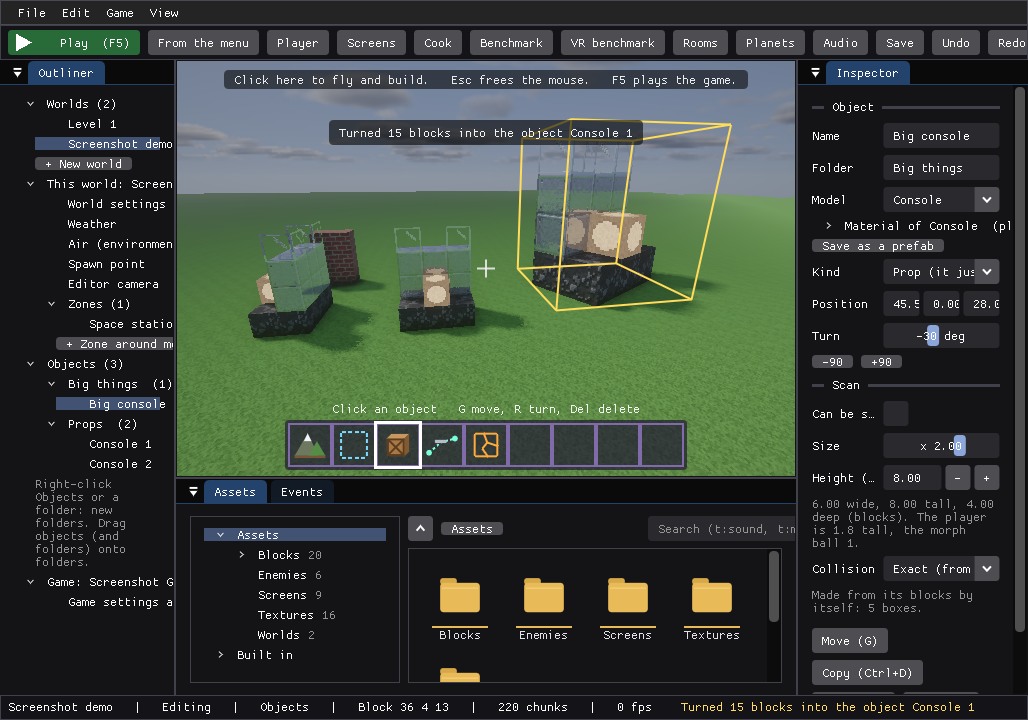 File Edit Game View
Play (F5) From the menu Player Screens Cook Benchmark VR benchmark Rooms Planets Audio Save Undo Redo
Outliner
Worlds (2)
Level 1
Screenshot demo
+ New world
This world: Screen
World settings
Weather
Air (environmen
Spawn point
Editor camera
Zones (1)
Space statio
+ Zone around m
Objects (3)
Big things (1)
Big console
Props (2)
Console 1
Console 2
Right-click
Objects or a
folder: new
folders. Drag
objects (and
folders) onto
folders.
Game: Screenshot G
Game settings a
Click here to fly and build. Esc frees the mouse. F5 plays the game.
Turned 15 blocks into the object Console 1
Click an object G move, R turn, Del delete
Assets Events
Assets
Blocks 20
Enemies 6
Screens 9
Textures 16
Worlds 2
Built in
Assets
Search (t:sound, t:m
Blocks Enemies Screens Textures
Inspector
Object
Name Big console
Folder Big things
Model Console
Material of Console (pl
Save as a prefab
Kind Prop (it jus
Position 45.5 0.00 28.0
Turn -30 deg
-90 +90
Scan
Can be s…
Size x 2.00
Height (… 8.00 - +
6.00 wide, 8.00 tall, 4.00
deep (blocks). The player
is 1.8 tall, the morph
ball 1.
Collision Exact (from
Made from its blocks by
itself: 5 boxes.
Move (G)
Copy (Ctrl+D)
Screenshot demo | Editing | Objects | Block 36 4 13 | 220 chunks | 0 fps Turned 15 blocks into the object Console 1